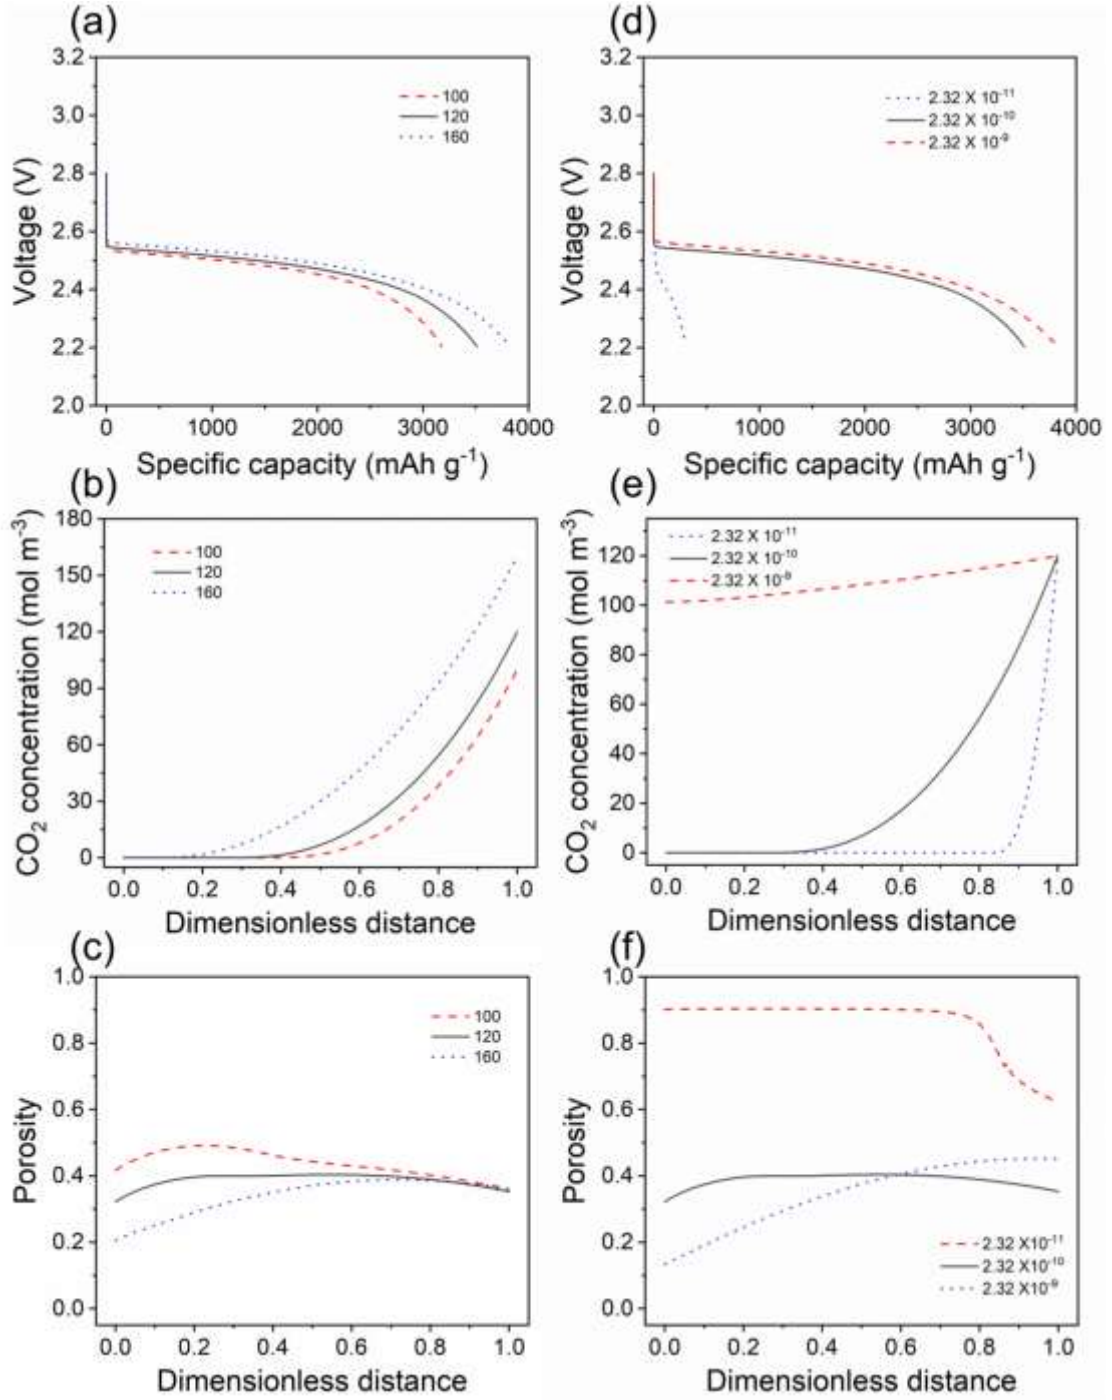 (a)
3.2
3.0
2.8
2.6
2.4
2.2
2.0
Voltage (V)
100
120
160
0 1000 2000 3000 4000
Specific capacity (mAh g⁻¹)
(d)
3.2
3.0
2.8
2.6
2.4
2.2
2.0
Voltage (V)
2.32 X 10⁻¹¹
2.32 X 10⁻¹⁰
2.32 X 10⁻⁹
0 1000 2000 3000 4000
Specific capacity (mAh g⁻¹)
(b)
180
150
120
90
60
30
0
CO₂ concentration (mol m⁻³)
100
120
160
0.0 0.2 0.4 0.6 0.8 1.0
Dimensionless distance
(e)
120
100
80
60
40
20
0
CO₂ concentration (mol m⁻³)
2.32 X 10⁻¹¹
2.32 X 10⁻¹⁰
2.32 X 10⁻⁹
0.0 0.2 0.4 0.6 0.8 1.0
Dimensionless distance
(c)
1.0
0.8
0.6
0.4
0.2
0.0
Porosity
100
120
160
0.0 0.2 0.4 0.6 0.8 1.0
Dimensionless distance
(f)
1.0
0.8
0.6
0.4
0.2
0.0
Porosity
2.32 X10⁻¹¹
2.32 X10⁻¹⁰
2.32 X10⁻⁹
0.0 0.2 0.4 0.6 0.8 1.0
Dimensionless distance